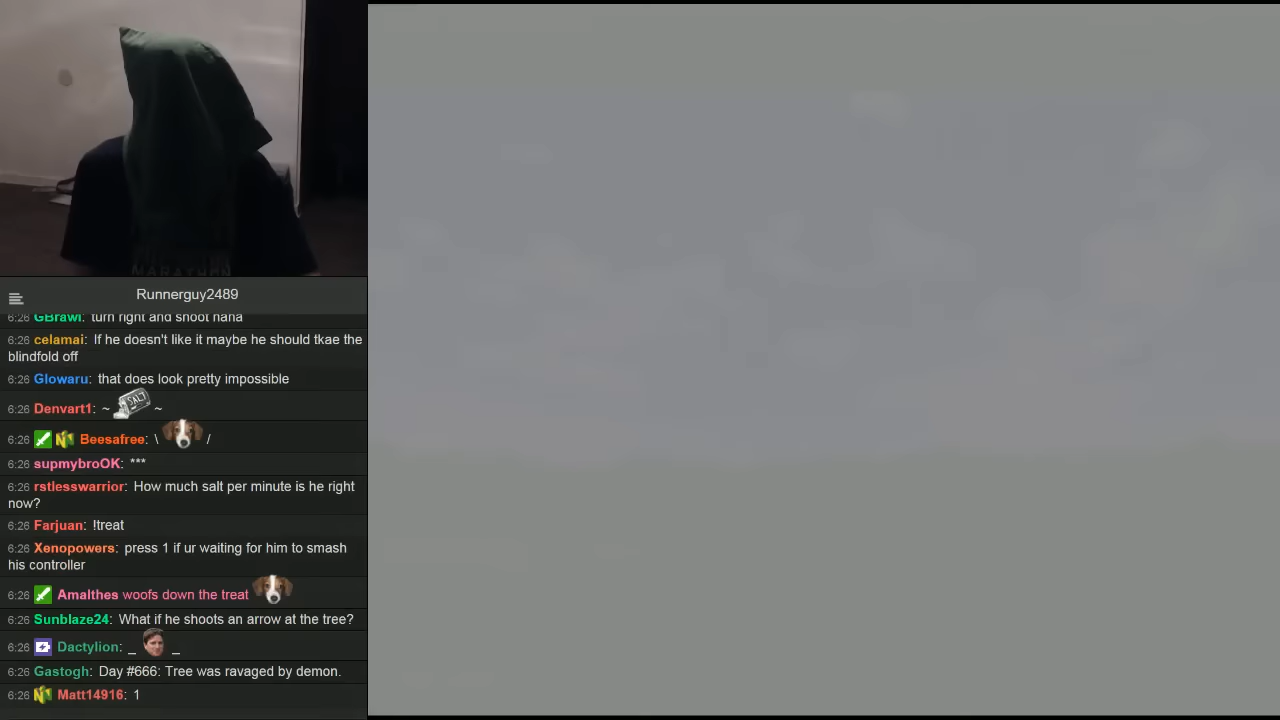 MARATHON
Runnerguy2489
6:26 GBrawl: turn right and shoot nana
6:26 celamai: If he doesn't like it maybe he should tkae the
blindfold off
6:26 Glowaru: that does look pretty impossible
6:26 Denvart1: ~ SALT ~
6:26 Beesafree: \ /
6:26 supmybroOK: ***
6:26 rstlesswarrior: How much salt per minute is he right
now?
6:26 Farjuan: !treat
6:26 Xenopowers: press 1 if ur waiting for him to smash
his controller
6:26 Amalthes woofs down the treat
6:26 Sunblaze24: What if he shoots an arrow at the tree?
6:26 Dactylion: _ _
6:26 Gastogh: Day #666: Tree was ravaged by demon.
6:26 Matt14916: 1